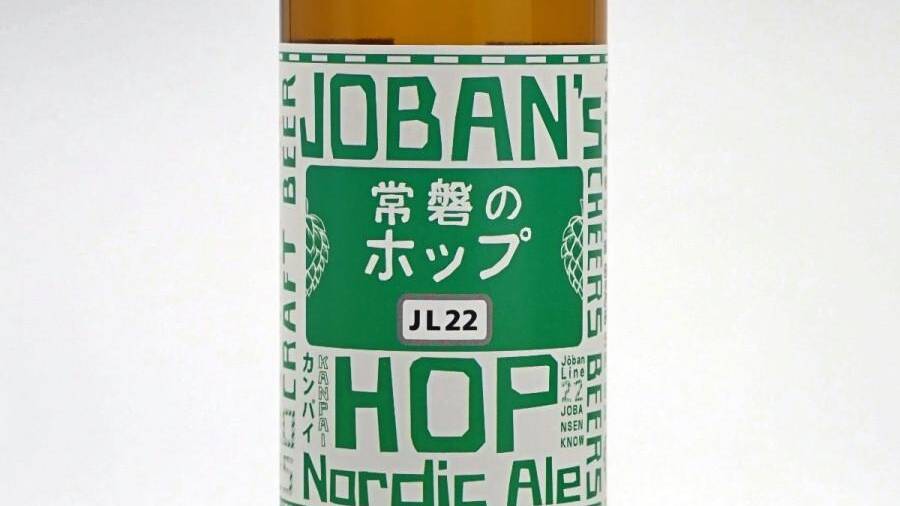 JOBAN'S
常磐の
ホップ
JL22
HOP
Nordic Ale
カンパイ
KANPAI
Jōban
Line
22
JOBA
NSEN
KNOW
CRAFT BEER
CHEERS BEERS